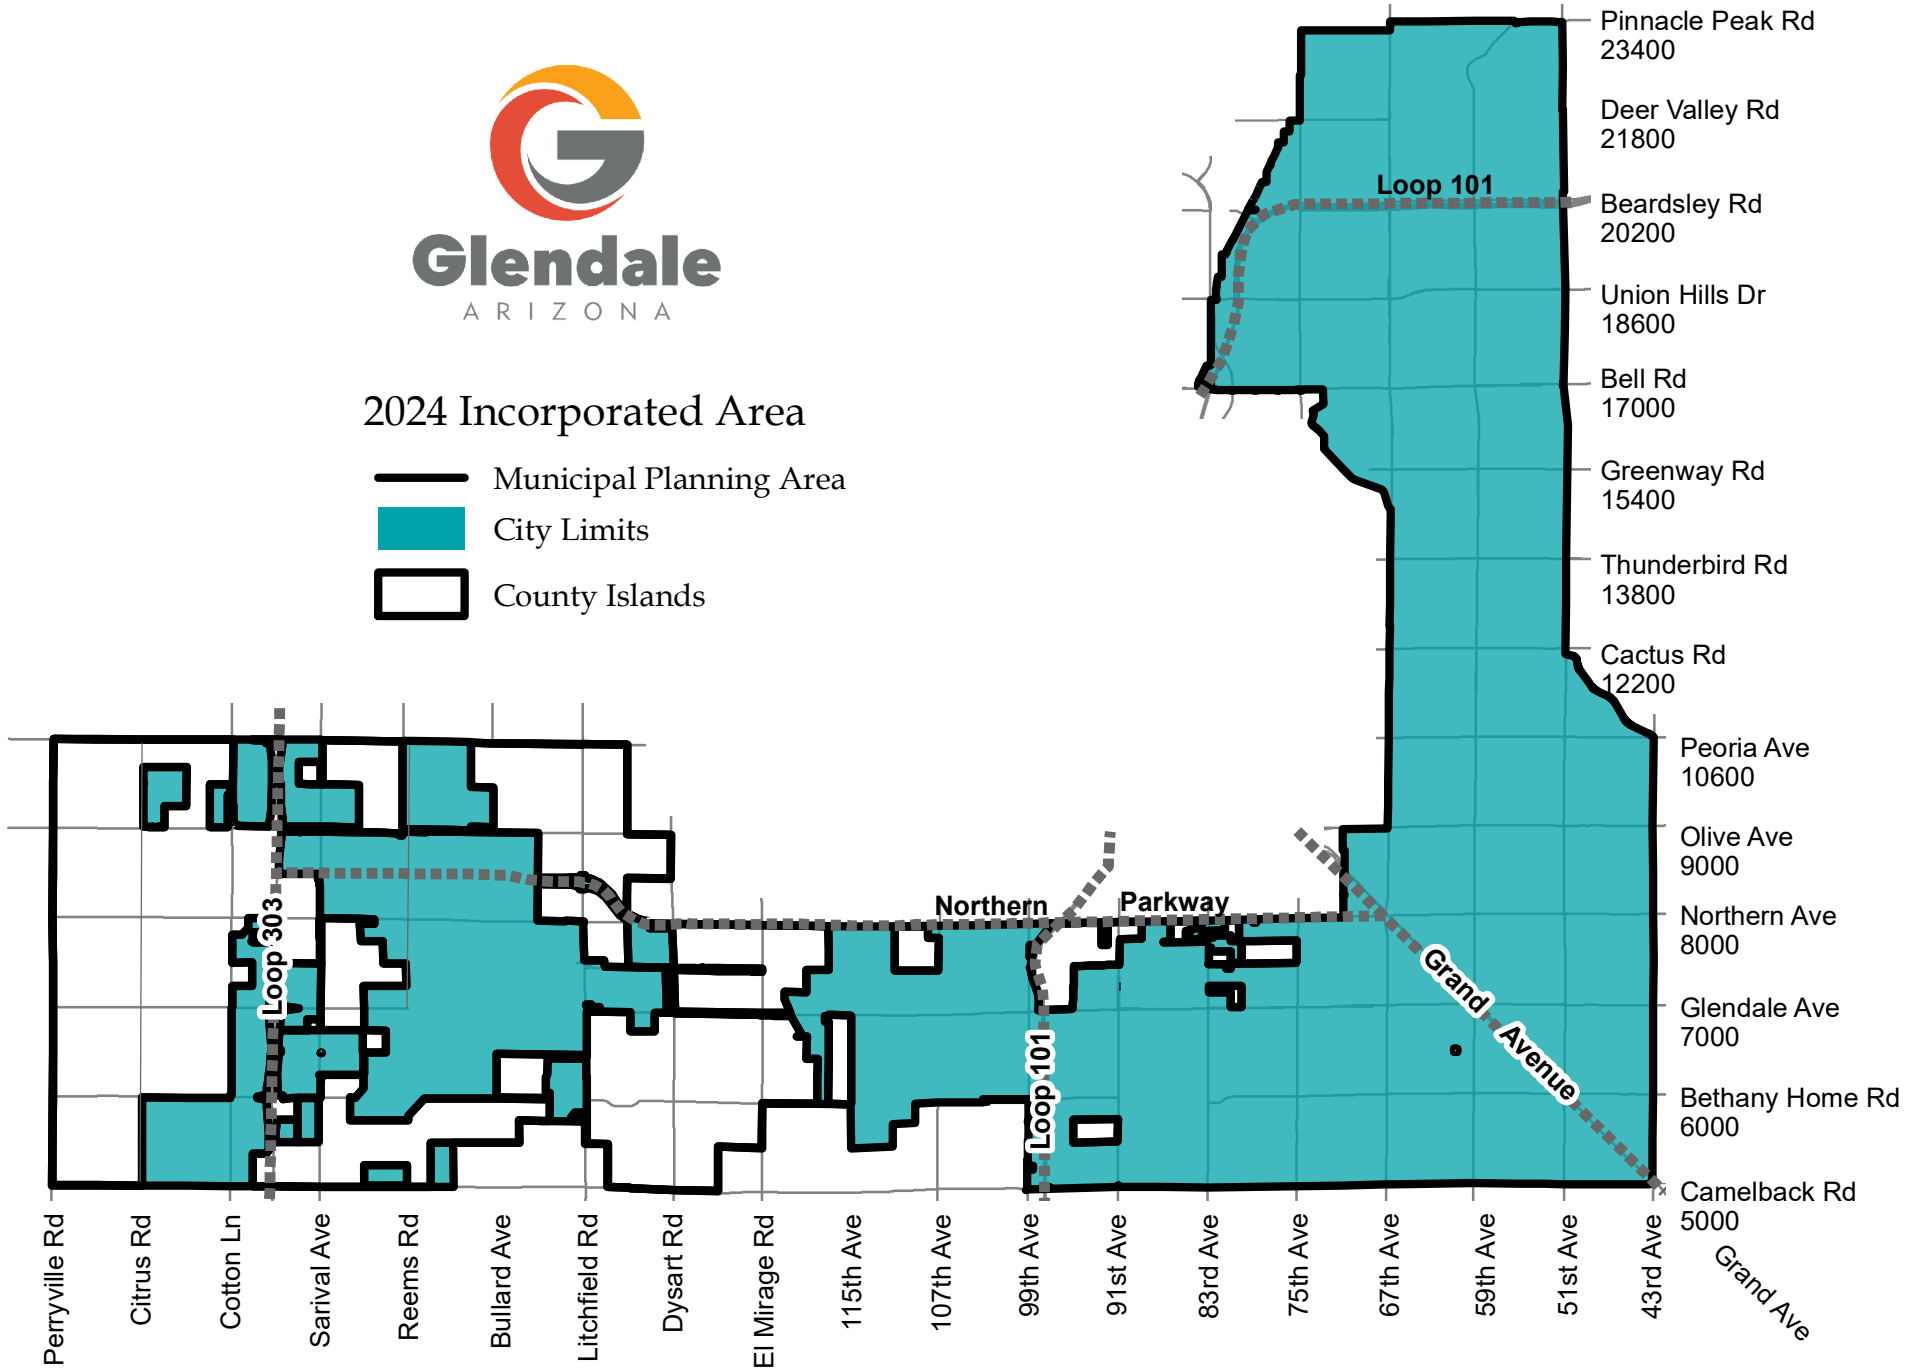 Glendale
ARIZONA
2024 Incorporated Area
Municipal Planning Area
City Limits
County Islands
Pinnacle Peak Rd
23400
Deer Valley Rd
21800
Loop 101
Beardsley Rd
20200
Union Hills Dr
18600
Bell Rd
17000
Greenway Rd
15400
Thunderbird Rd
13800
Cactus Rd
12200
Peoria Ave
10600
Olive Ave
9000
Northern Parkway
Northern Ave
8000
Loop 303
Grand Avenue
Glendale Ave
7000
Loop 101
Bethany Home Rd
6000
Camelback Rd
5000
Perryville Rd
Citrus Rd
Cotton Ln
Sarival Ave
Reems Rd
Bullard Ave
Litchfield Rd
Dysart Rd
El Mirage Rd
115th Ave
107th Ave
99th Ave
91st Ave
83rd Ave
75th Ave
67th Ave
59th Ave
51st Ave
43rd Ave
Grand Ave